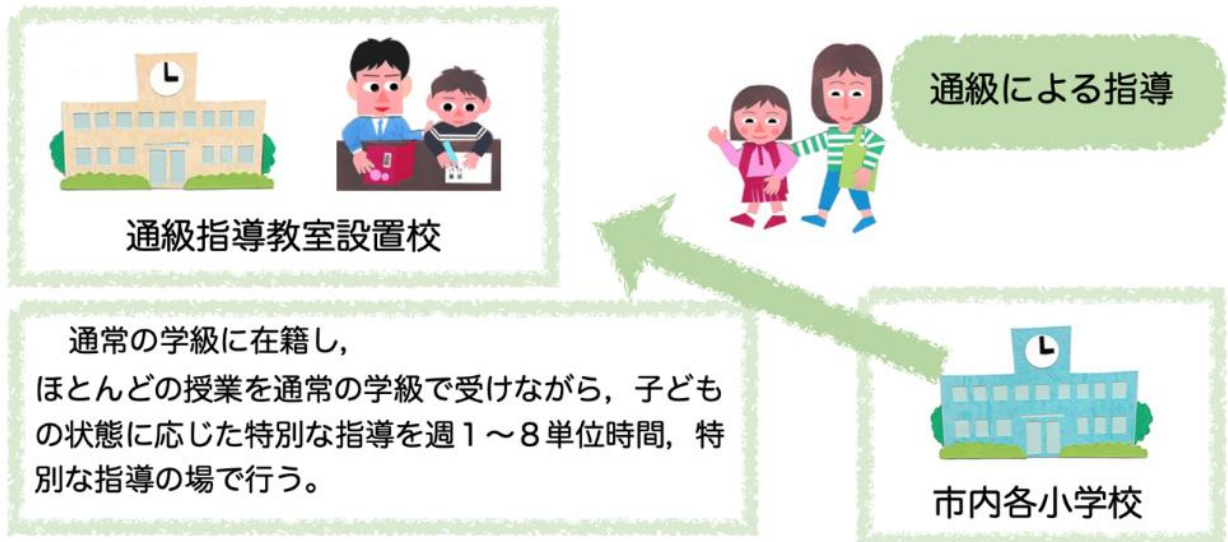 通級による指導
通級指導教室設置校
通常の学級に在籍し,
ほとんどの授業を通常の学級で受けながら,子ども
の状態に応じた特別な指導を週1~8単位時間,特
別な指導の場で行う。
市内各小学校